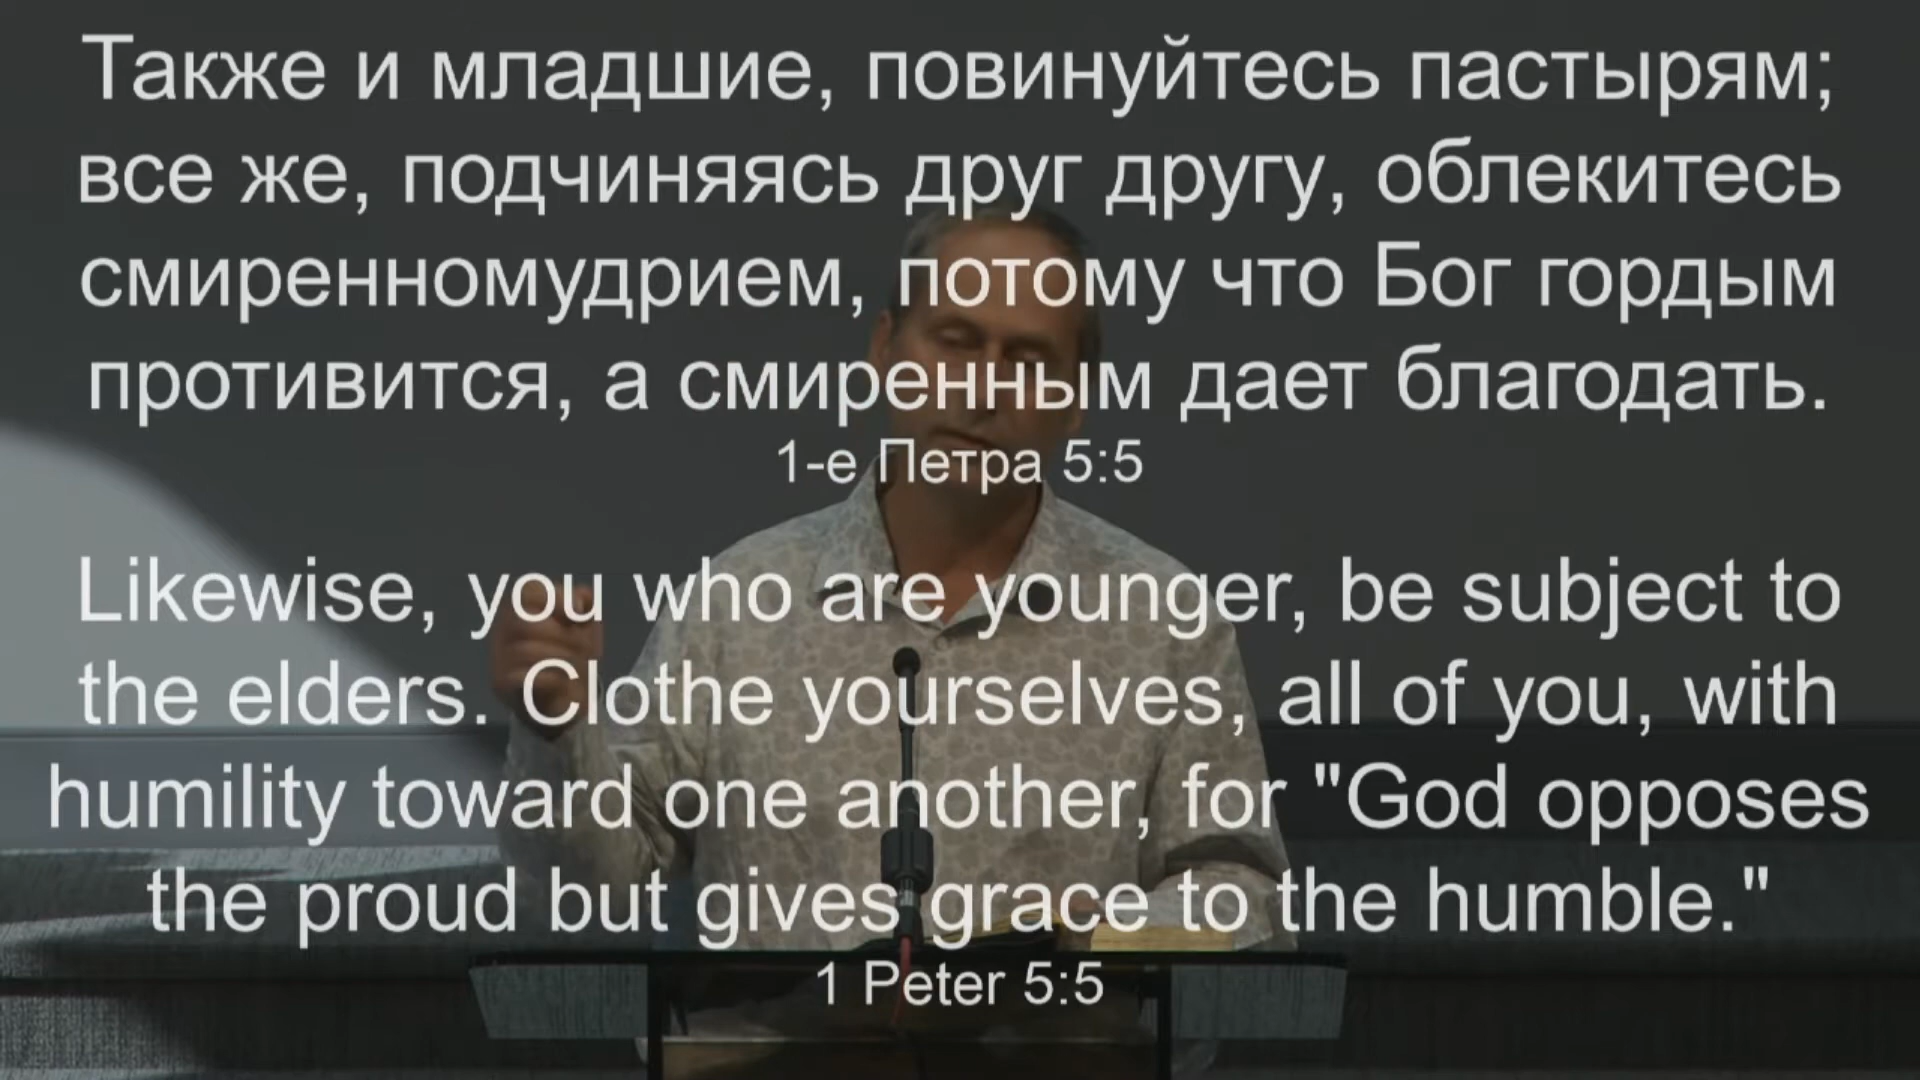 Также и младшие, повинуйтесь пастырям;
все же, подчиняясь друг другу, облекитесь
смиренномудрием, потому что Бог гордым
противится, а смиренным дает благодать.
1-е Петра 5:5
Likewise, you who are younger, be subject to
the elders. Clothe yourselves, all of you, with
humility toward one another, for "God opposes
the proud but gives grace to the humble."
1 Peter 5:5